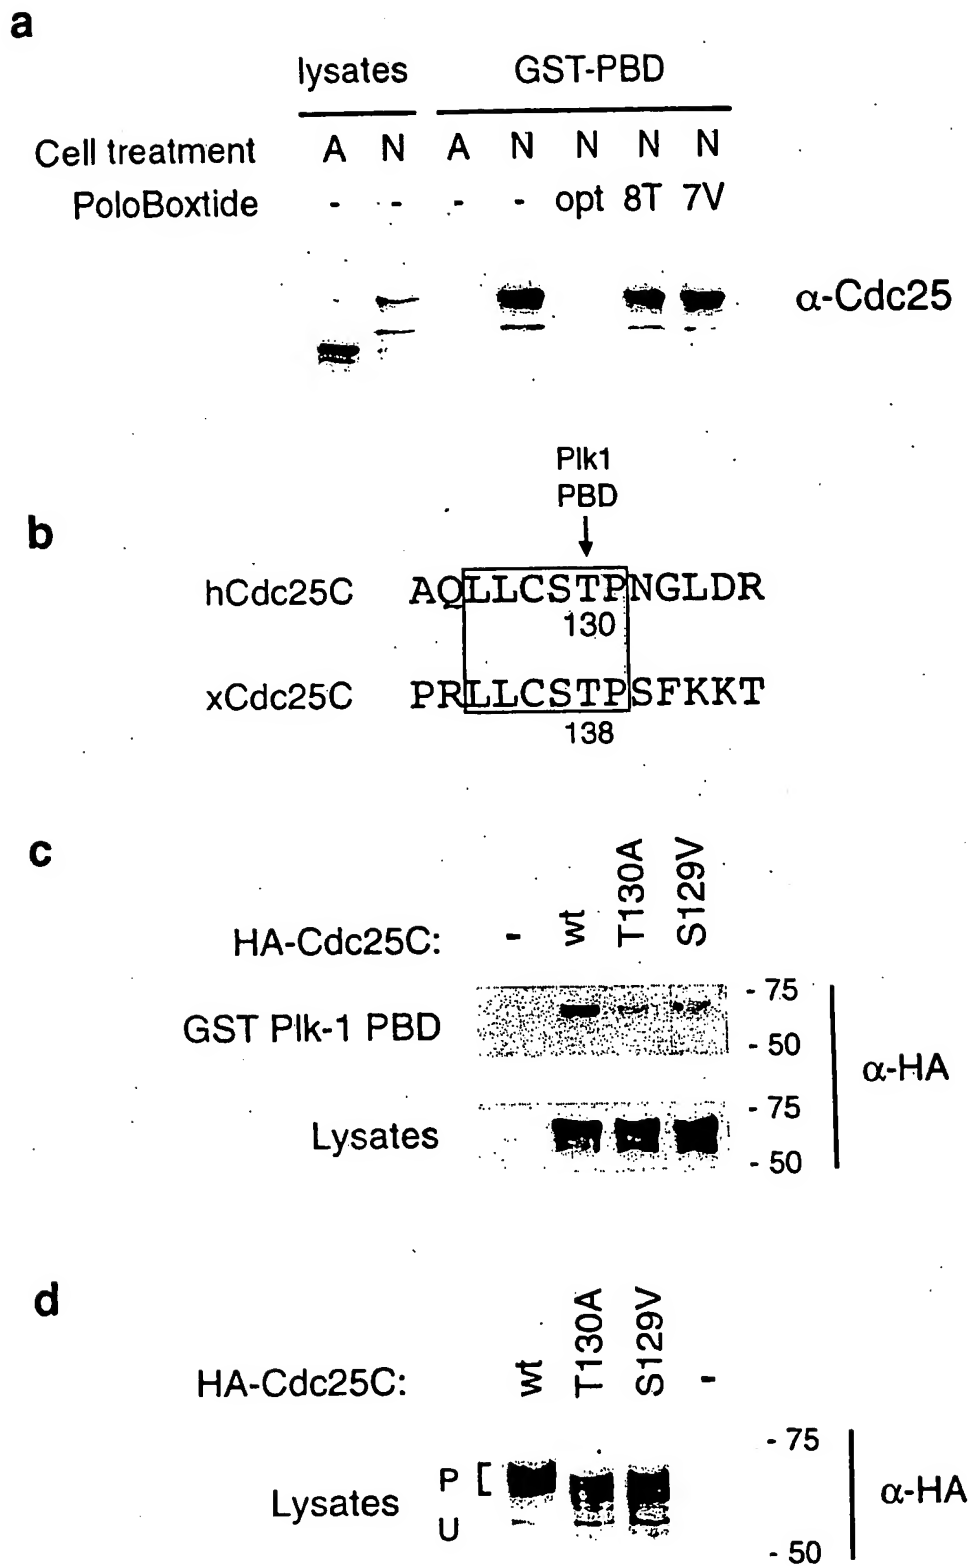 a
lysates GST-PBD
Cell treatment A N A N N N N
PoloBoxtide - - - - opt 8T 7V
α-Cdc25
Plk1
PBD
b
hCdc25C AQLLCSTPNGLDR
130
xCdc25C PRLLCSTPSFKKT
138
c
HA-Cdc25C: - wt T130A S129V
- 75
GST Plk-1 PBD
- 50
α-HA
- 75
Lysates
- 50
d
HA-Cdc25C: wt T130A S129V -
- 75
P
Lysates α-HA
U
- 50